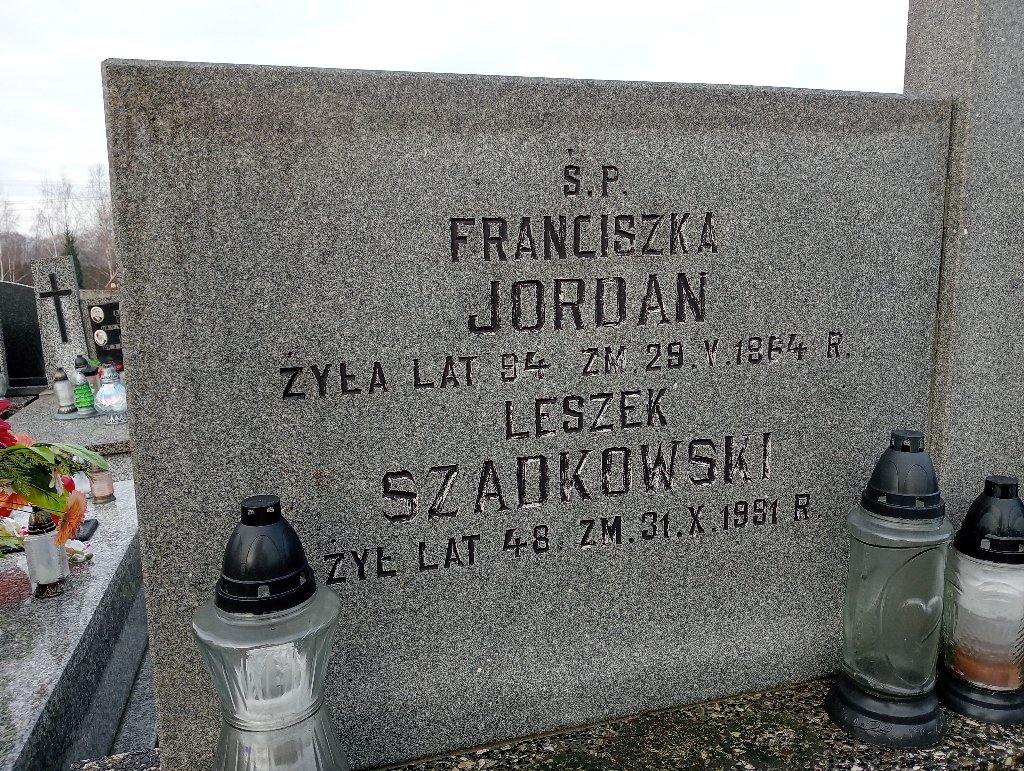 Ś.P.
FRANCISZKA
JORDAN
ŻYŁA LAT 94 ZM 29.V.1964 R.
LESZEK
SZADKOWSKI
ŻYŁ LAT 48 ZM.31.X.1991 R